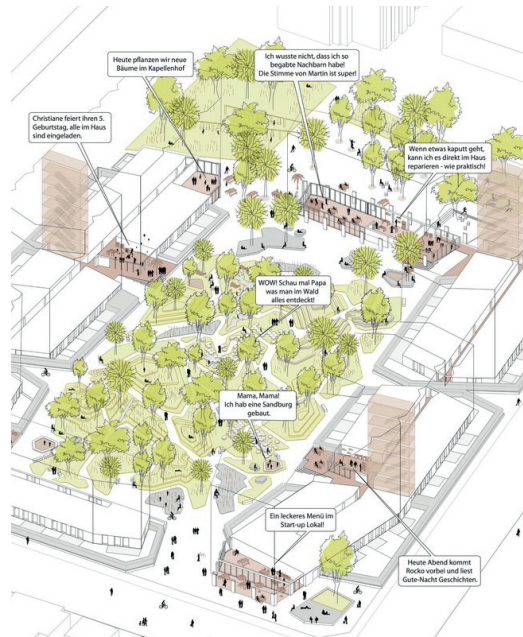 Heute pflanzen wir neue
Bäume im Kapellenhof
Ich wusste nicht, dass ich so
begabte Nachbarn habe!
Die Stimme von Martin ist super!
Christiane feiert ihren 5.
Geburtstag, alle im Haus
sind eingeladen.
Wenn etwas kaputt geht,
kann ich es direkt im Haus
reparieren - wie praktisch!
WOW! Schau mal Papa
was man im Wald
alles entdeckt!
Mama, Mama!
Ich hab eine Sandburg
gebaut.
Ein leckeres Menü im
Start-up Lokal!
Heute Abend kommt
Rocko vorbei und liest
Gute-Nacht Geschichten.